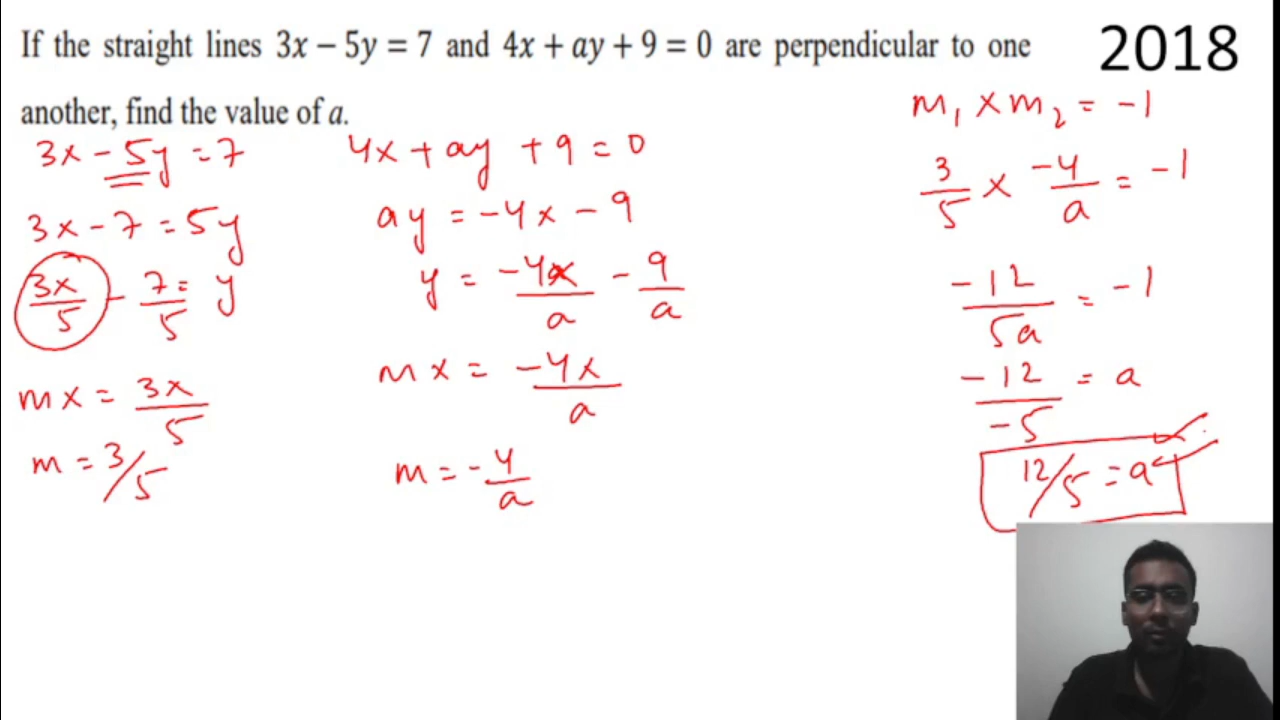 If the straight lines 3x − 5y = 7 and 4x + ay + 9 = 0 are perpendicular to one
another, find the value of a.
2018
3x - 5y = 7
3x - 7 = 5y
3x/5 - 7/5 = y
mx = 3x/5
m = 3/5
4x + ay + 9 = 0
ay = -4x - 9
y = -4x/a - 9/a
mx = -4x/a
m = -4/a
m₁ x m₂ = -1
3/5 x -4/a = -1
-12/5a = -1
-12/-5 = a
12/5 = a